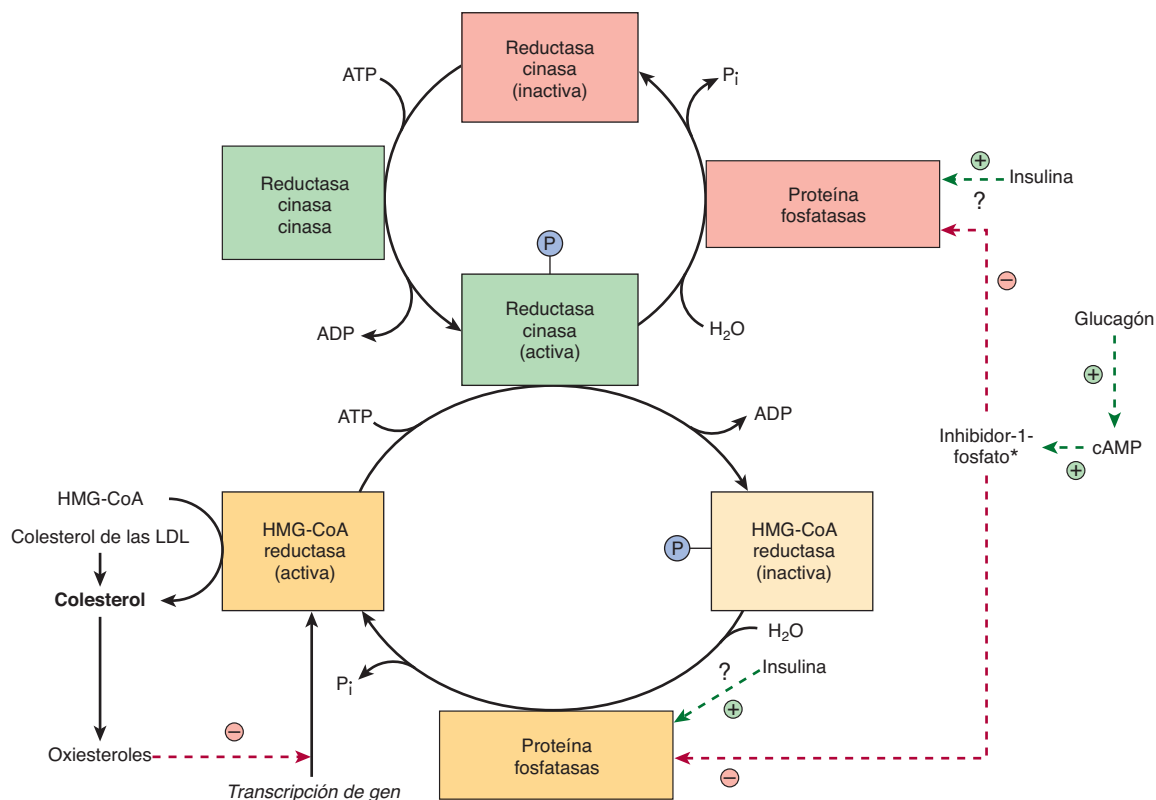 Reductasa
cinasa
(inactiva)
ATP
Pi
Reductasa
cinasa
cinasa
Proteína
fosfatasas
+
Insulina
?
P
−
Reductasa
cinasa
(activa)
ADP
H2O
Glucagón
+
ATP
ADP
Inhibidor-1-
fosfato*
cAMP
+
HMG-CoA
Colesterol de las LDL
Colesterol
HMG-CoA
reductasa
(activa)
P
HMG-CoA
reductasa
(inactiva)
H2O
Pi
?
Insulina
+
−
Oxiesteroles
Proteína
fosfatasas
−
Transcripción de gen